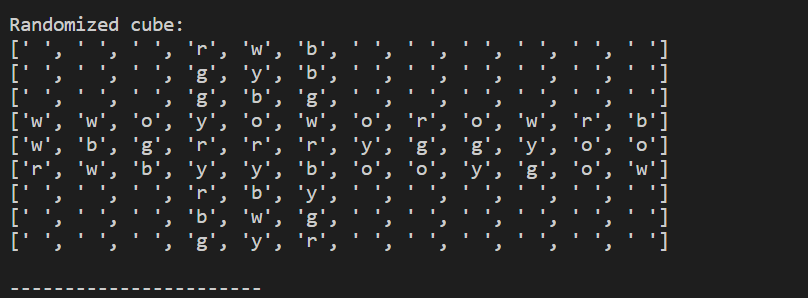 Randomized cube:
[' ', ' ', ' ', 'r', 'w', 'b', ' ', ' ', ' ', ' ', ' ', ' ']
[' ', ' ', ' ', 'g', 'y', 'b', ' ', ' ', ' ', ' ', ' ', ' ']
[' ', ' ', ' ', 'g', 'b', 'g', ' ', ' ', ' ', ' ', ' ', ' ']
['w', 'w', 'o', 'y', 'o', 'w', 'o', 'r', 'o', 'w', 'r', 'b']
['w', 'b', 'g', 'r', 'r', 'r', 'y', 'g', 'g', 'y', 'o', 'o']
['r', 'w', 'b', 'y', 'y', 'b', 'o', 'o', 'y', 'g', 'o', 'w']
[' ', ' ', ' ', 'r', 'b', 'y', ' ', ' ', ' ', ' ', ' ', ' ']
[' ', ' ', ' ', 'b', 'w', 'g', ' ', ' ', ' ', ' ', ' ', ' ']
[' ', ' ', ' ', 'g', 'y', 'r', ' ', ' ', ' ', ' ', ' ', ' ']
-----------------------